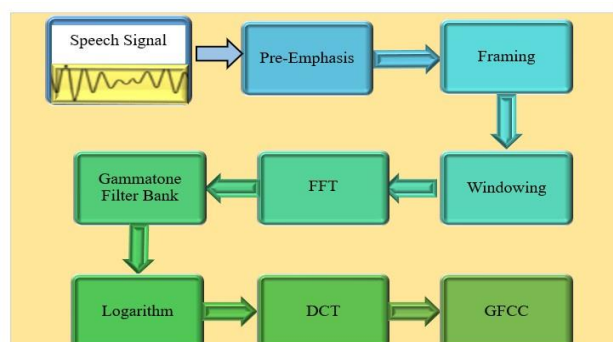 Speech Signal
Pre-Emphasis
Framing
Gammatone
Filter Bank
FFT
Windowing
Logarithm
DCT
GFCC